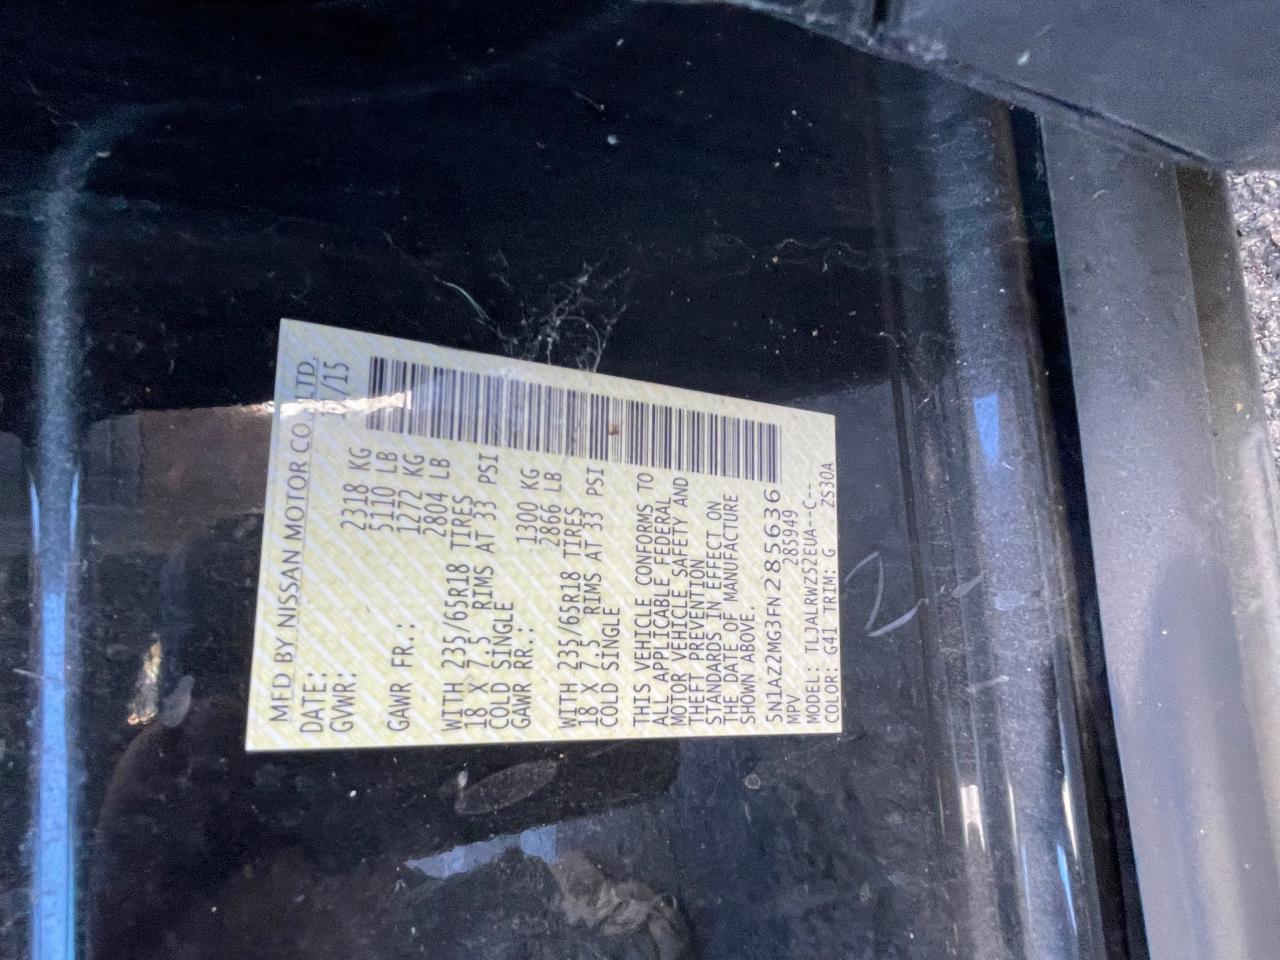 MFD BY NISSAN MOTOR CO., LTD.
DATE: /15
GVWR: 2318 KG
5110 LB
GAWR FR.: 1272 KG
2804 LB
WITH 235/65R18 TIRES
18 X 7.5 RIMS AT 33 PSI
COLD SINGLE
GAWR RR.: 1300 KG
2866 LB
WITH 235/65R18 TIRES
18 X 7.5 RIMS AT 33 PSI
COLD SINGLE
THIS VEHICLE CONFORMS TO
ALL APPLICABLE FEDERAL
MOTOR VEHICLE SAFETY AND
THEFT PREVENTION
STANDARDS IN EFFECT ON
THE DATE OF MANUFACTURE
SHOWN ABOVE.
5N1AZ2MG3FN285636
MPV 285949
MODEL: TLJALRWZ52EUA--C--
COLOR: G41 TRIM: G ZS30A